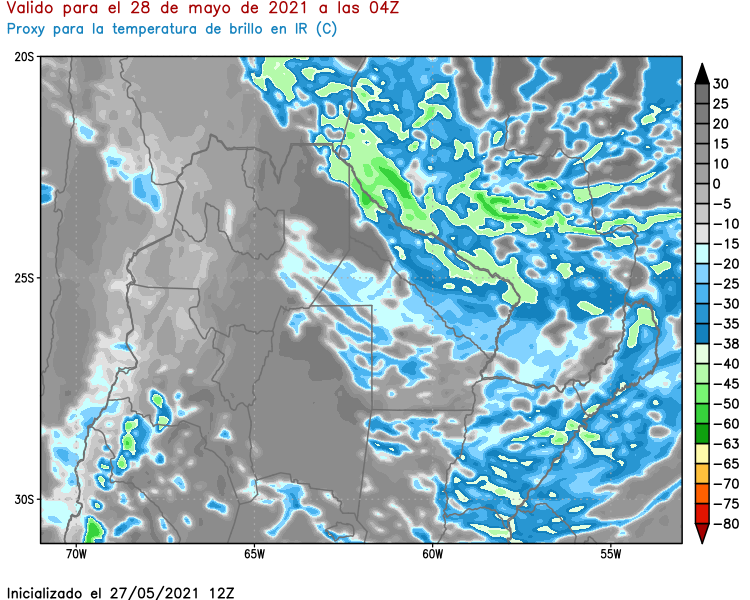 Valido para el 28 de mayo de 2021 a las 04Z
Proxy para la temperatura de brillo en IR (C)
20S
25S
30S
70W
65W
60W
55W
30
25
20
15
10
0
−5
−10
−15
−20
−25
−30
−35
−38
−40
−45
−50
−60
−63
−65
−70
−75
−80
Inicializado el 27/05/2021 12Z